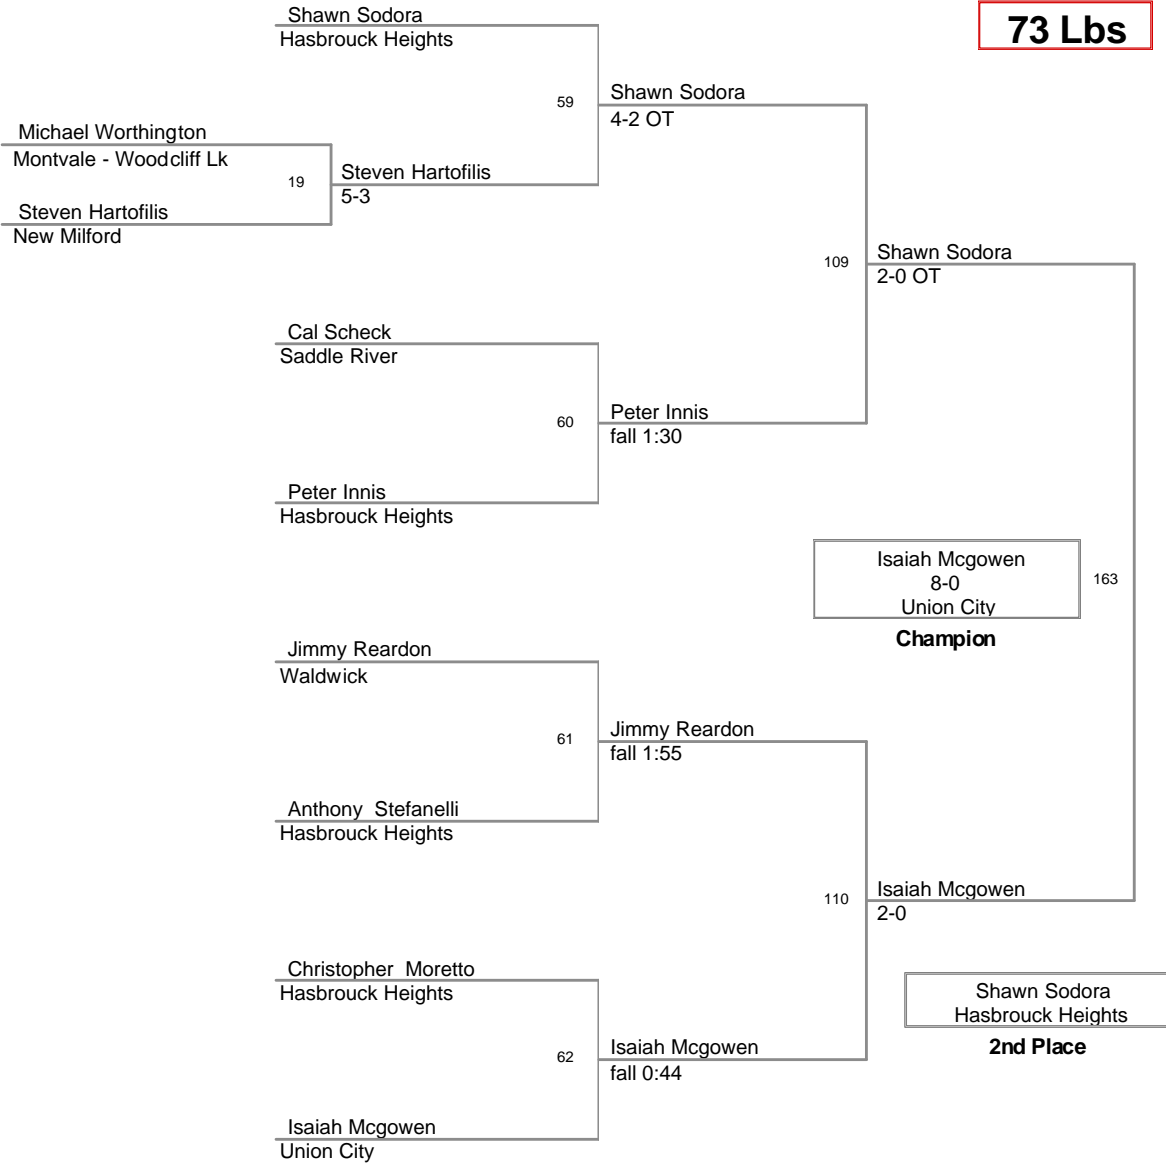 Shawn Sodora
Hasbrouck Heights
73 Lbs
59
Shawn Sodora
4-2 OT
Michael Worthington
Montvale - Woodcliff Lk
19
Steven Hartofilis
5-3
Steven Hartofilis
New Milford
109
Shawn Sodora
2-0 OT
Cal Scheck
Saddle River
60
Peter Innis
fall 1:30
Peter Innis
Hasbrouck Heights
Isaiah Mcgowen
8-0
Union City
163
Champion
Jimmy Reardon
Waldwick
61
Jimmy Reardon
fall 1:55
Anthony  Stefanelli
Hasbrouck Heights
110
Isaiah Mcgowen
2-0
Christopher  Moretto
Hasbrouck Heights
Shawn Sodora
Hasbrouck Heights
2nd Place
62
Isaiah Mcgowen
fall 0:44
Isaiah Mcgowen
Union City